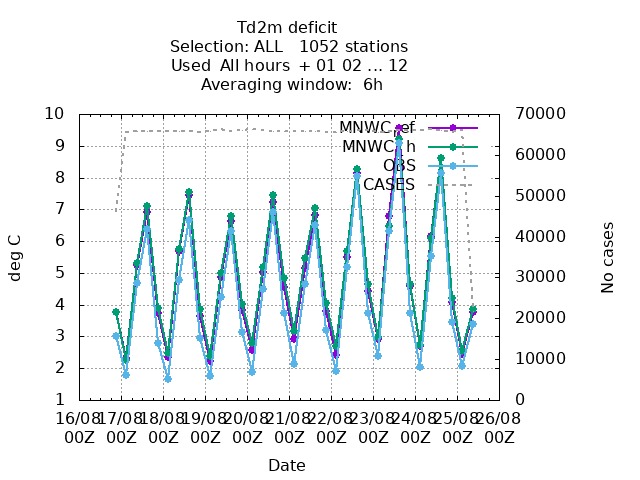 Td2m deficit
Selection: ALL   1052 stations
Used  All hours  + 01 02 ... 12
Averaging window:  6h
10
9
8
7
6
5
4
3
2
1
deg C
70000
60000
50000
40000
30000
20000
10000
0
No cases
OBS
CASES
16/08 17/08 18/08 19/08 20/08 21/08 22/08 23/08 24/08 25/08 26/08
00Z 00Z 00Z 00Z 00Z 00Z 00Z 00Z 00Z 00Z 00Z
Date